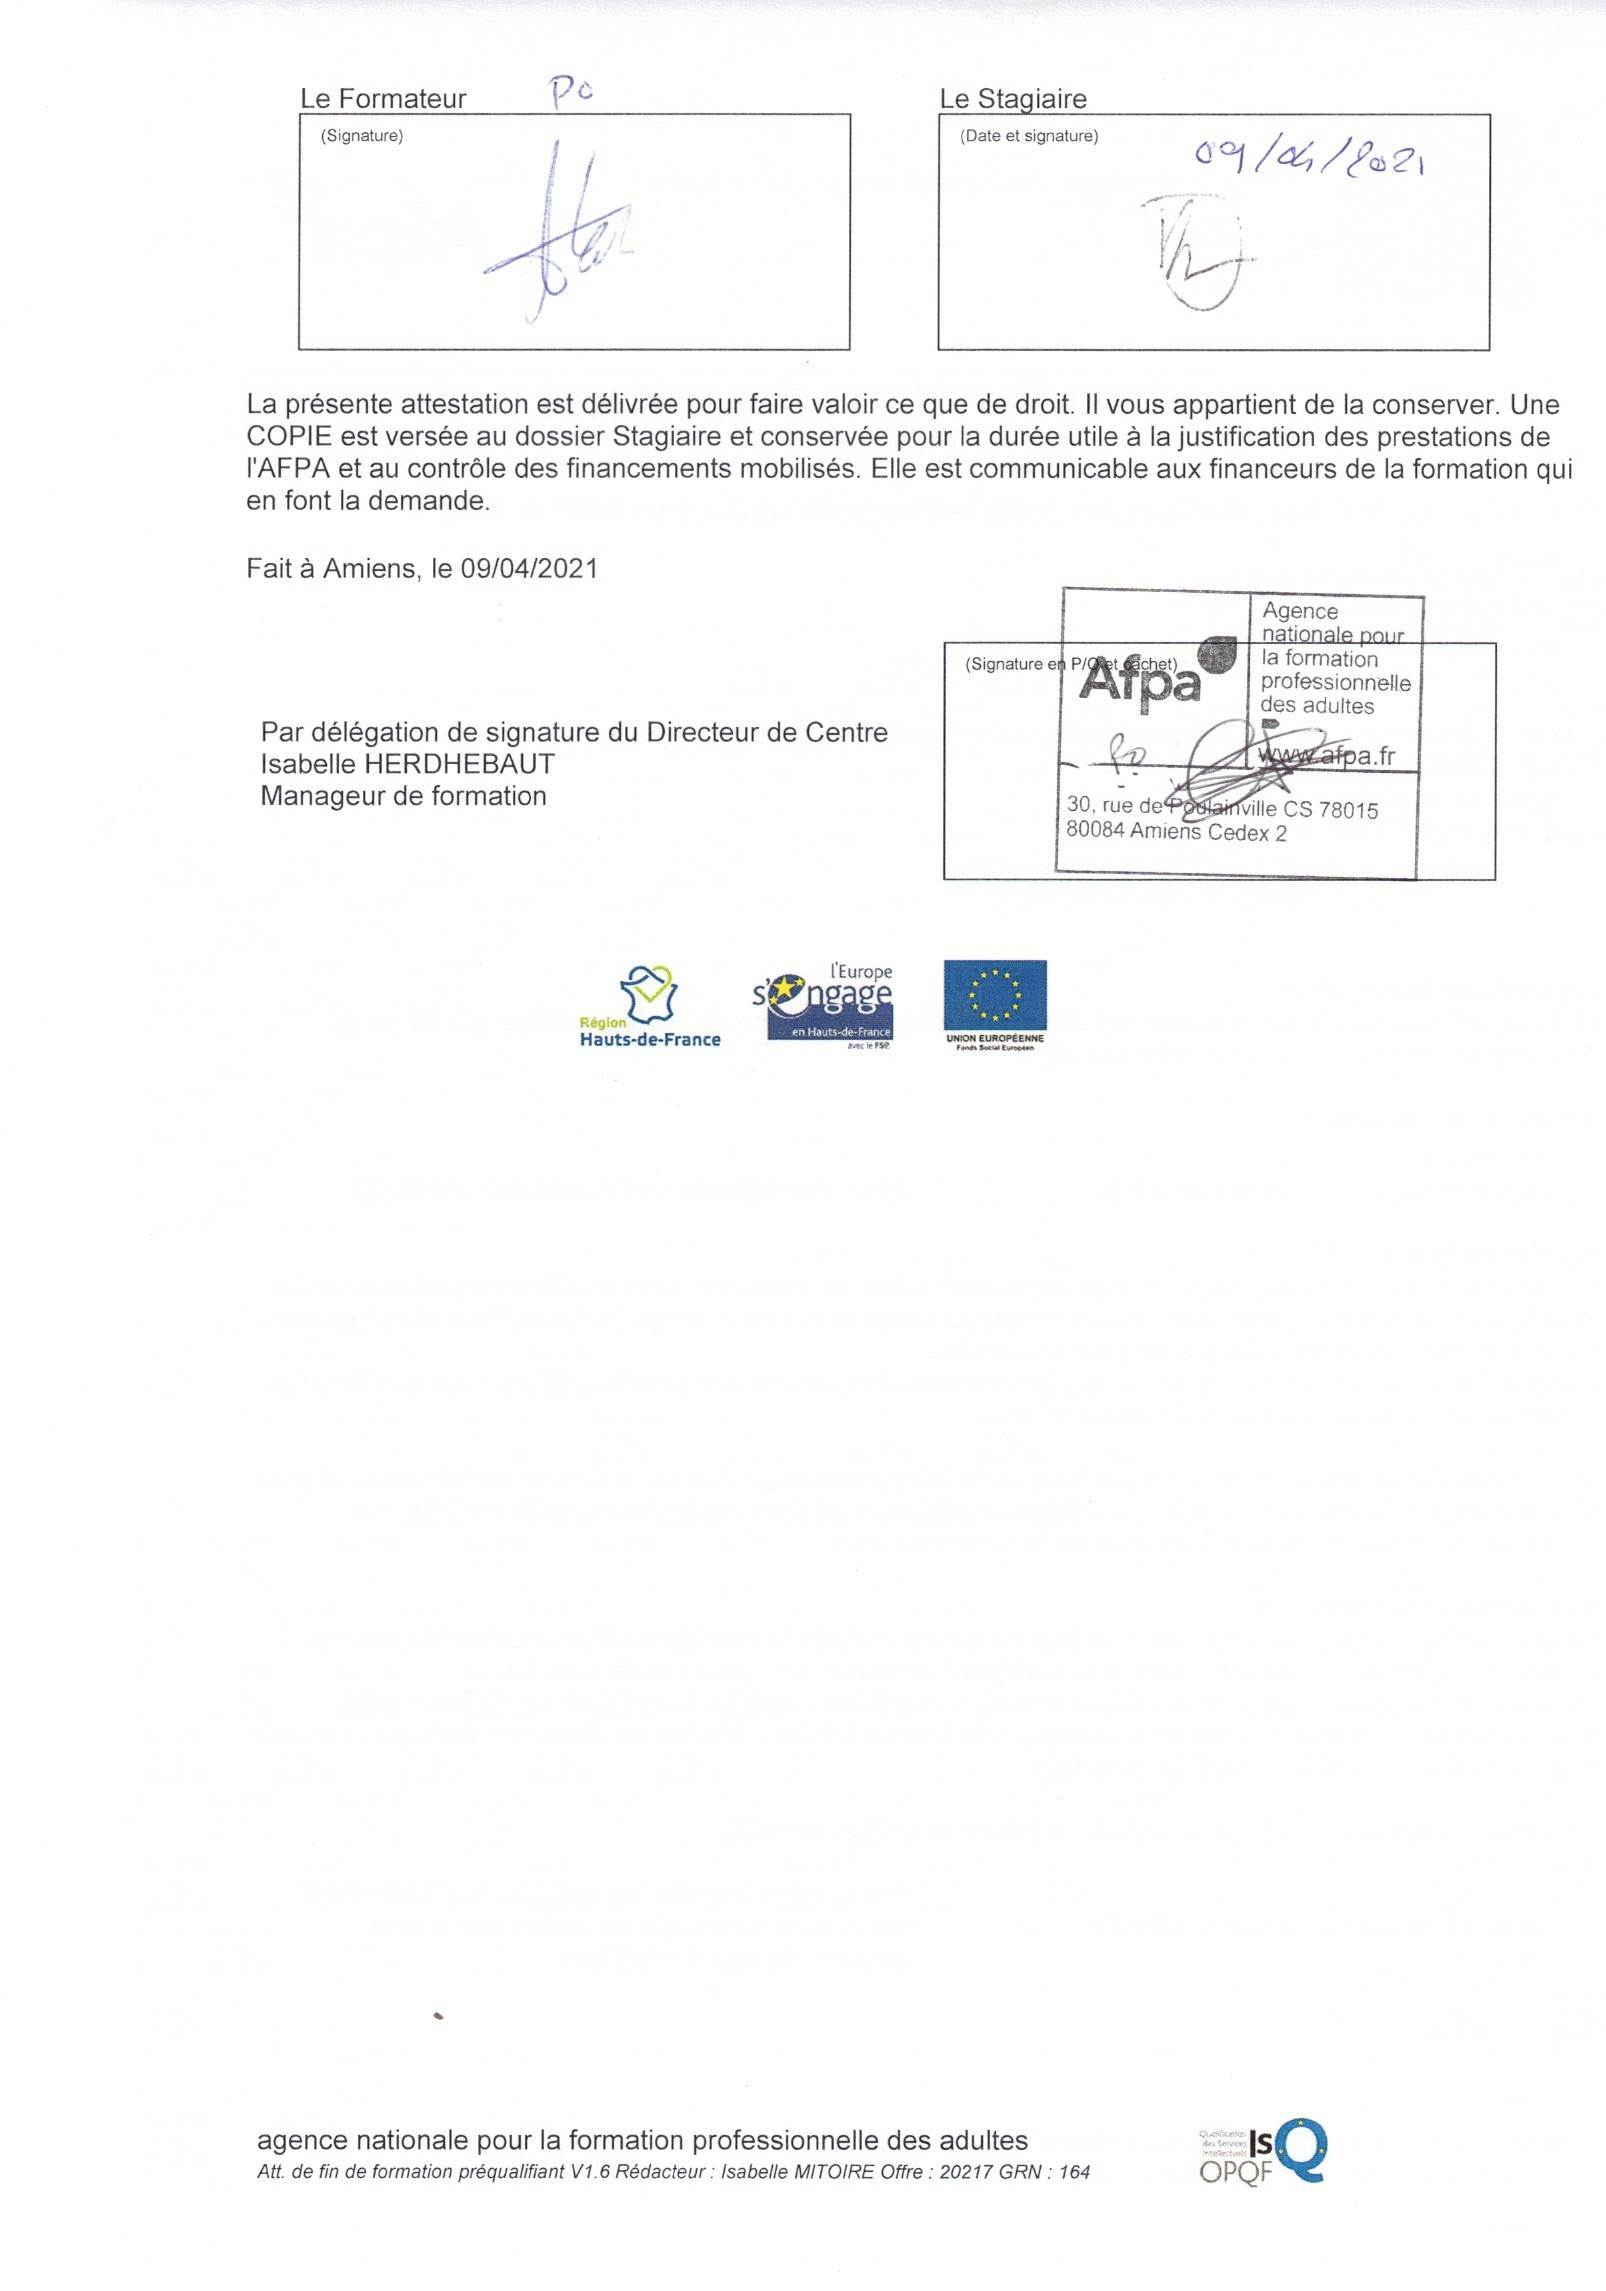 Le Formateur PO
Le Stagiaire
(Signature)
(Date et signature)
09/04/2021
La présente attestation est délivrée pour faire valoir ce que de droit. Il vous appartient de la conserver. Une
COPIE est versée au dossier Stagiaire et conservée pour la durée utile à la justification des prestations de
l'AFPA et au contrôle des financements mobilisés. Elle est communicable aux financeurs de la formation qui
en font la demande.
Fait à Amiens, le 09/04/2021
(Signature en P/O et cachet)
Afpa
Agence
nationale pour
la formation
professionnelle
des adultes
www.afpa.fr
PO
30, rue de Poulainville CS 78015
80084 Amiens Cedex 2
Par délégation de signature du Directeur de Centre
Isabelle HERDHEBAUT
Manageur de formation
Région
Hauts-de-France
l'Europe
s'engage
en Hauts-de-France
avec le FSE
UNION EUROPÉENNE
Fonds Social Européen
agence nationale pour la formation professionnelle des adultes
Att. de fin de formation préqualifiant V1.6 Rédacteur : Isabelle MITOIRE Offre : 20217 GRN : 164
Qualification
des Services
Intellectuels
ISQ
OPQF